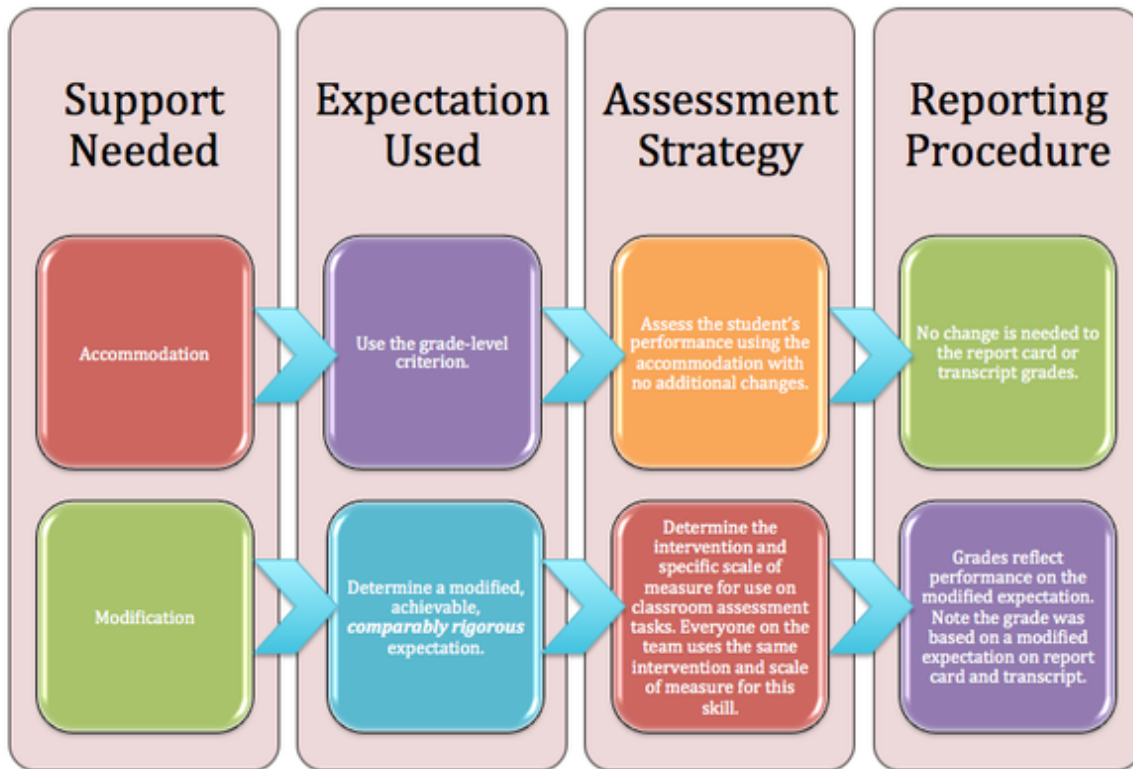 Support
Needed
Expectation
Used
Assessment
Strategy
Reporting
Procedure
Accommodation
Use the grade-level
criterion.
Assess the student's
performance using the
accommodation with
no additional changes.
No change is needed to
the report card or
transcript grades.
Modification
Determine a modified,
achievable,
comparably rigorous
expectation.
Determine the
intervention and
specific scale of
measure for use on
classroom assessment
tasks. Everyone on the
team uses the same
intervention and scale
of measure for this
skill.
Grades reflect
performance on the
modified expectation.
Note the grade was
based on a modified
expectation on report
card and transcript.